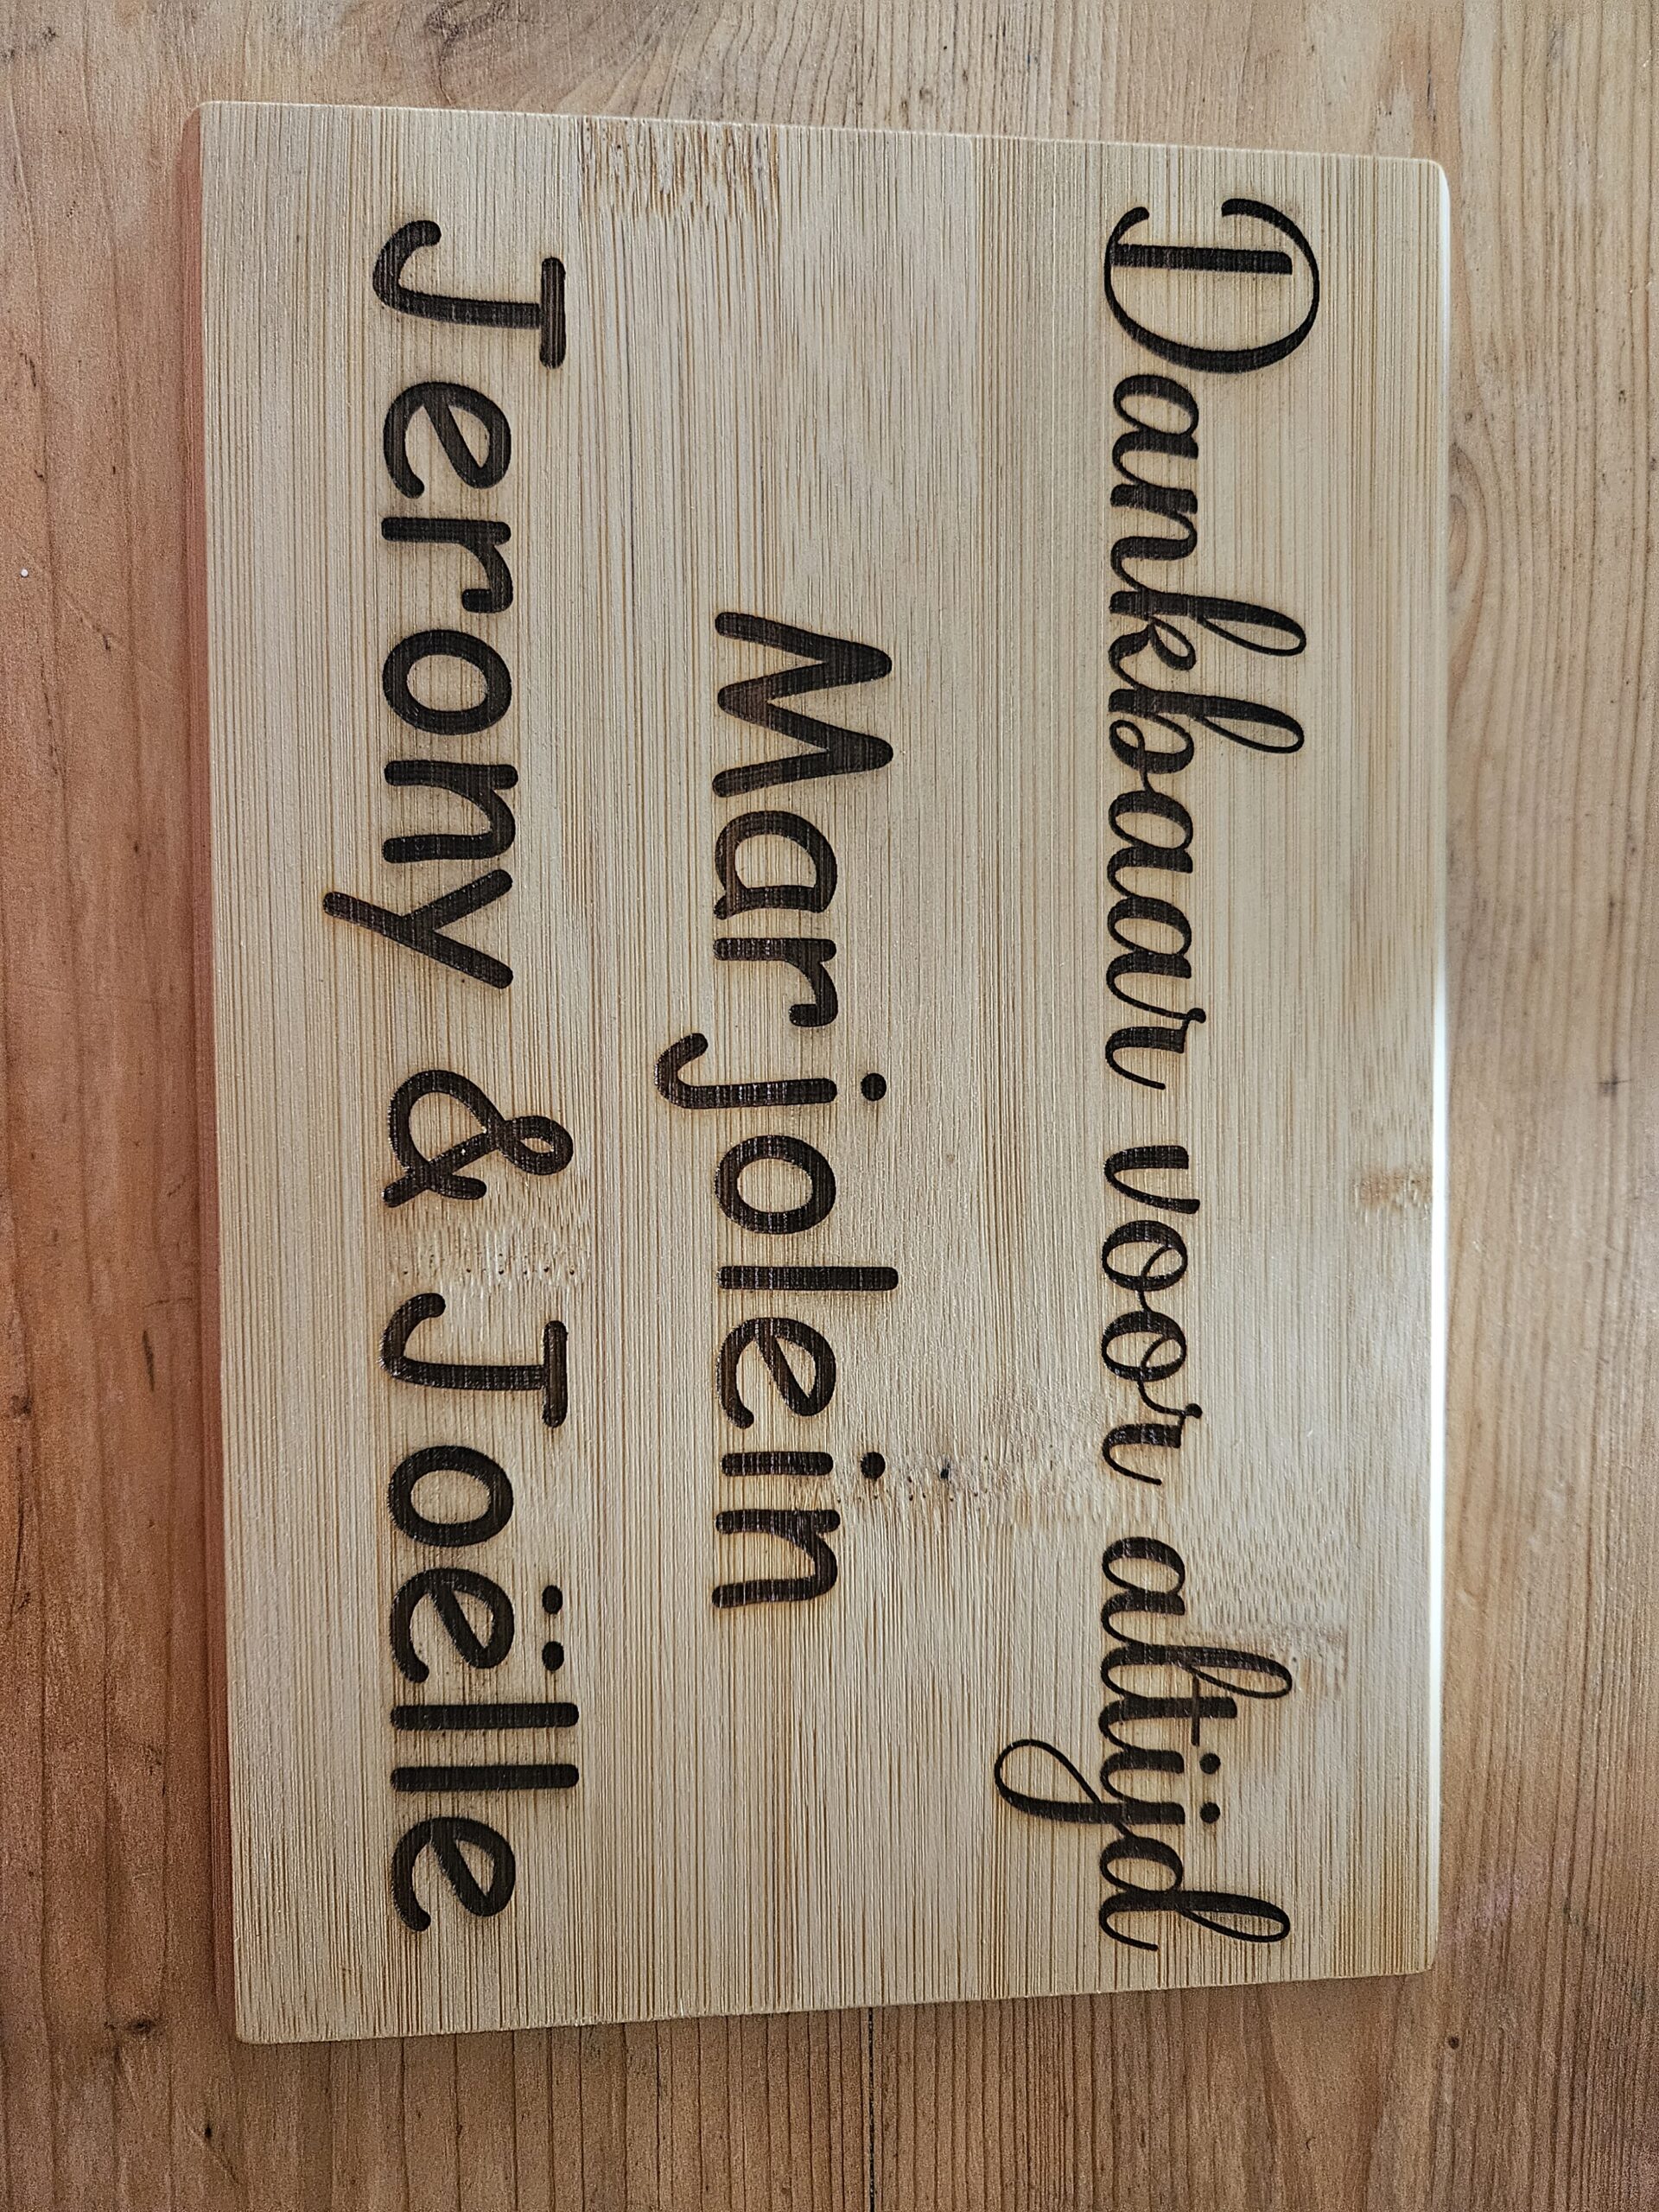 Dankbaar voor altijd
Marjolein
Jerony & Joëlle